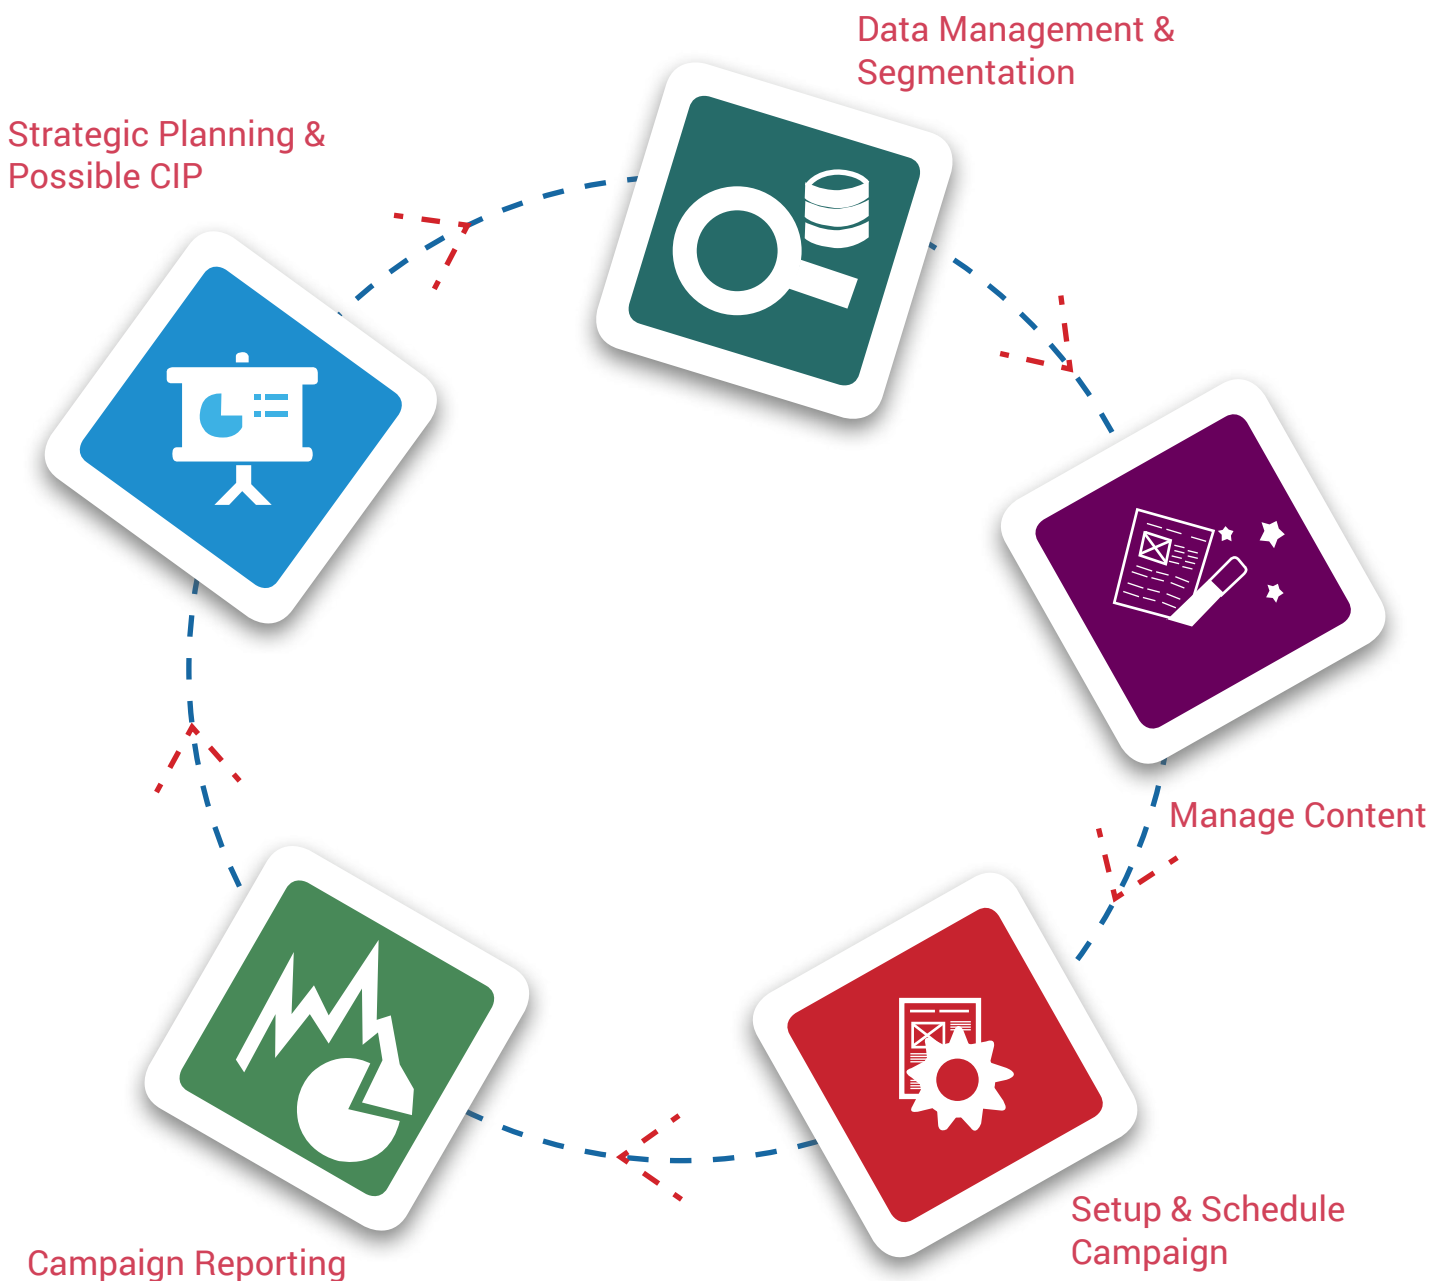 Data Management &
Segmentation
Strategic Planning &
Possible CIP
Manage Content
Setup & Schedule
Campaign
Campaign Reporting